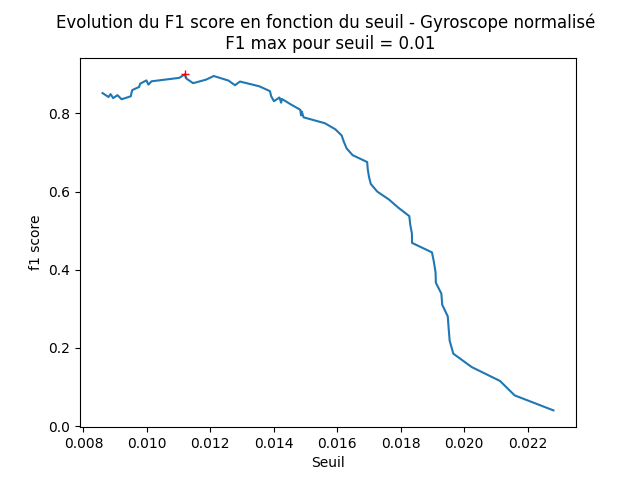 Evolution du F1 score en fonction du seuil - Gyroscope normalisé
F1 max pour seuil = 0.01
f1 score
0.8
0.6
0.4
0.2
0.0
0.008 0.010 0.012 0.014 0.016 0.018 0.020 0.022
Seuil